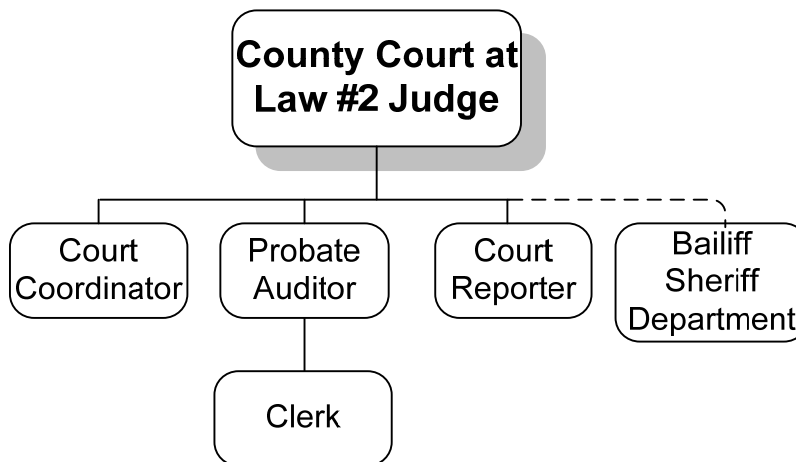 County Court at
Law #2 Judge
Court
Coordinator
Probate
Auditor
Court
Reporter
Bailiff
Sheriff
Department
Clerk